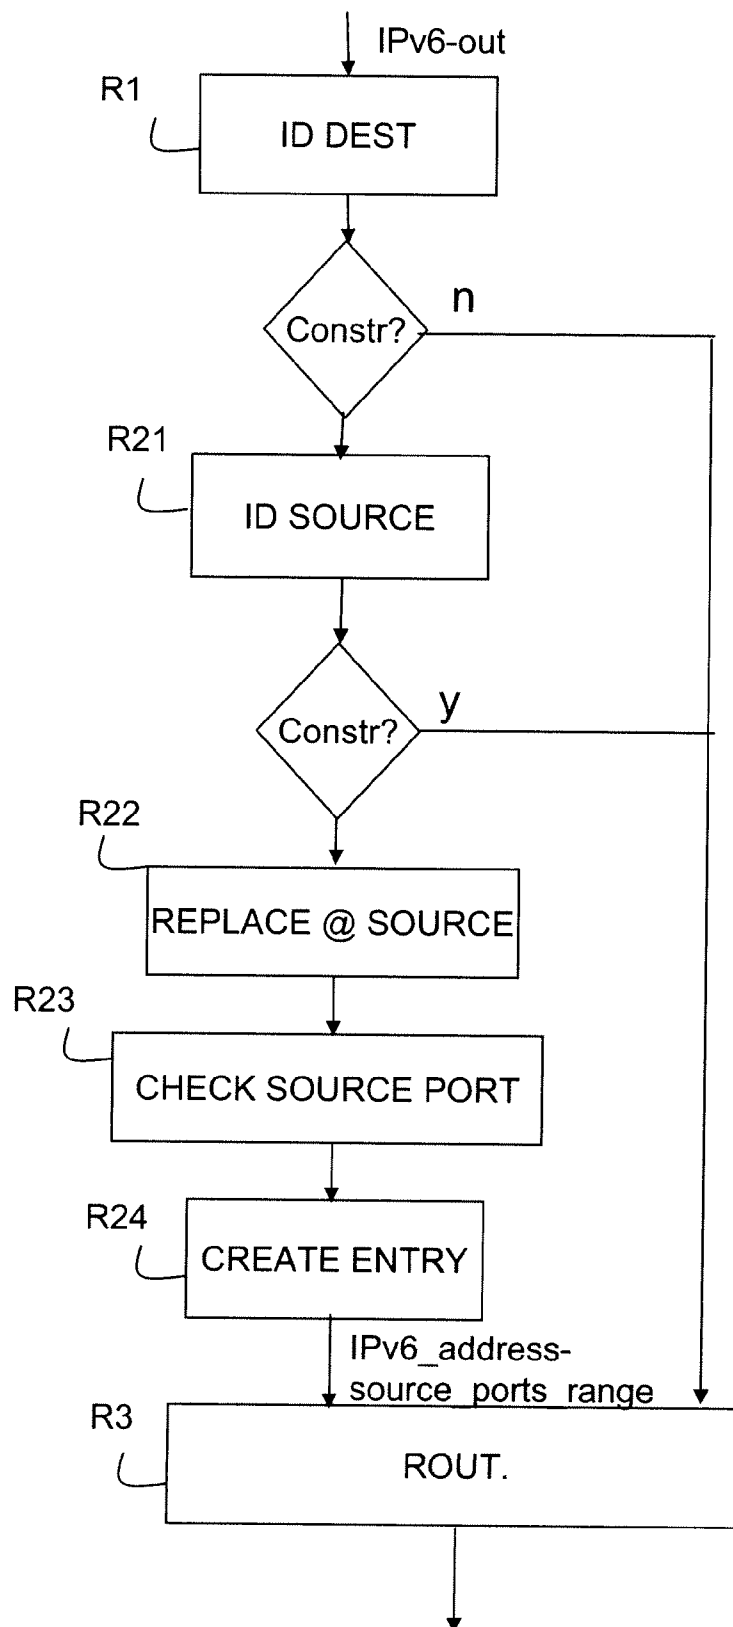 IPv6-out
R1
ID DEST
n
Constr?
R21
ID SOURCE
y
Constr?
R22
REPLACE @ SOURCE
R23
CHECK SOURCE PORT
R24
CREATE ENTRY
IPv6_address-
source_ports_range
R3
ROUT.